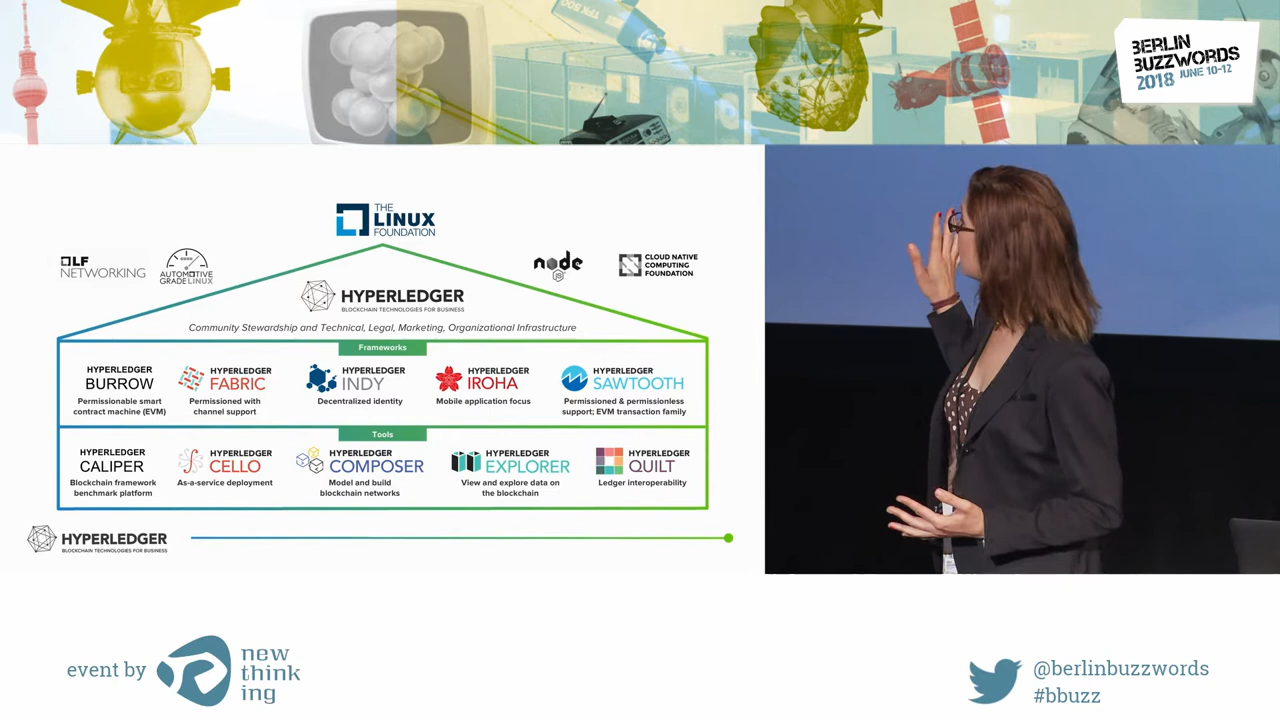 TFX 500
BERLIN
BUZZWORDS
2018 JUNE 10-12
THE
LINUX
FOUNDATION
LF
NETWORKING
AUTOMOTIVE
GRADE LINUX
node
JS
CLOUD NATIVE
COMPUTING
FOUNDATION
HYPERLEDGER
BLOCKCHAIN TECHNOLOGIES FOR BUSINESS
Community Stewardship and Technical, Legal, Marketing, Organizational Infrastructure
Frameworks
HYPERLEDGER
BURROW
Permissionable smart
contract machine (EVM)
HYPERLEDGER
FABRIC
Permissioned with
channel support
HYPERLEDGER
INDY
Decentralized identity
HYPERLEDGER
IROHA
Mobile application focus
HYPERLEDGER
SAWTOOTH
Permissioned & permissionless
support; EVM transaction family
Tools
HYPERLEDGER
CALIPER
Blockchain framework
benchmark platform
HYPERLEDGER
CELLO
As-a-service deployment
HYPERLEDGER
COMPOSER
Model and build
blockchain networks
HYPERLEDGER
EXPLORER
View and explore data on
the blockchain
HYPERLEDGER
QUILT
Ledger interoperability
HYPERLEDGER
BLOCKCHAIN TECHNOLOGIES FOR BUSINESS
event by
new
think
ing
@berlinbuzzwords
#bbuzz